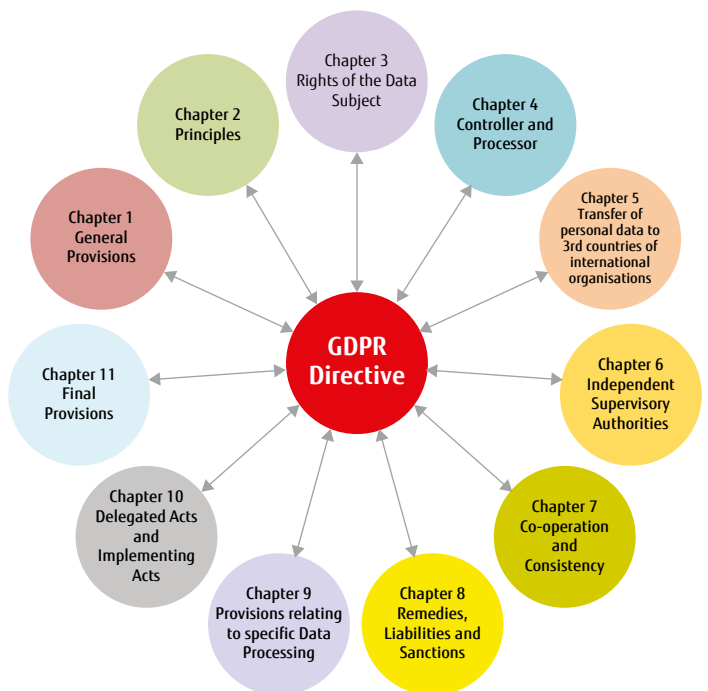 Chapter 3
Rights of the Data
Subject
Chapter 2
Principles
Chapter 4
Controller and
Processor
Chapter 1
General
Provisions
Chapter 5
Transfer of
personal data to
3rd countries of
international
organisations
GDPR
Directive
Chapter 11
Final
Provisions
Chapter 6
Independent
Supervisory
Authorities
Chapter 10
Delegated Acts
and
Implementing
Acts
Chapter 7
Co-operation
and
Consistency
Chapter 9
Provisions relating
to specific Data
Processing
Chapter 8
Remedies,
Liabilities and
Sanctions